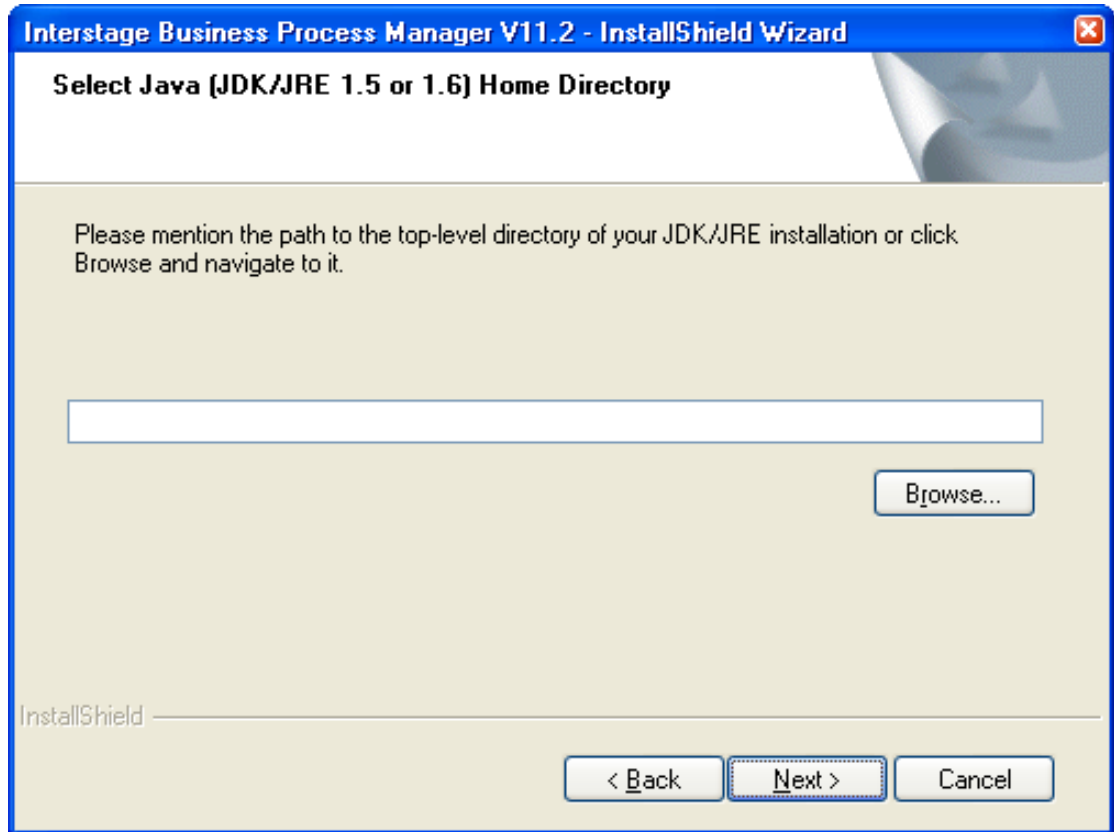 Interstage Business Process Manager V11.2 - InstallShield Wizard
Select Java (JDK/JRE 1.5 or 1.6) Home Directory
Please mention the path to the top-level directory of your JDK/JRE installation or click
Browse and navigate to it.
Browse...
InstallShield
< Back Next > Cancel